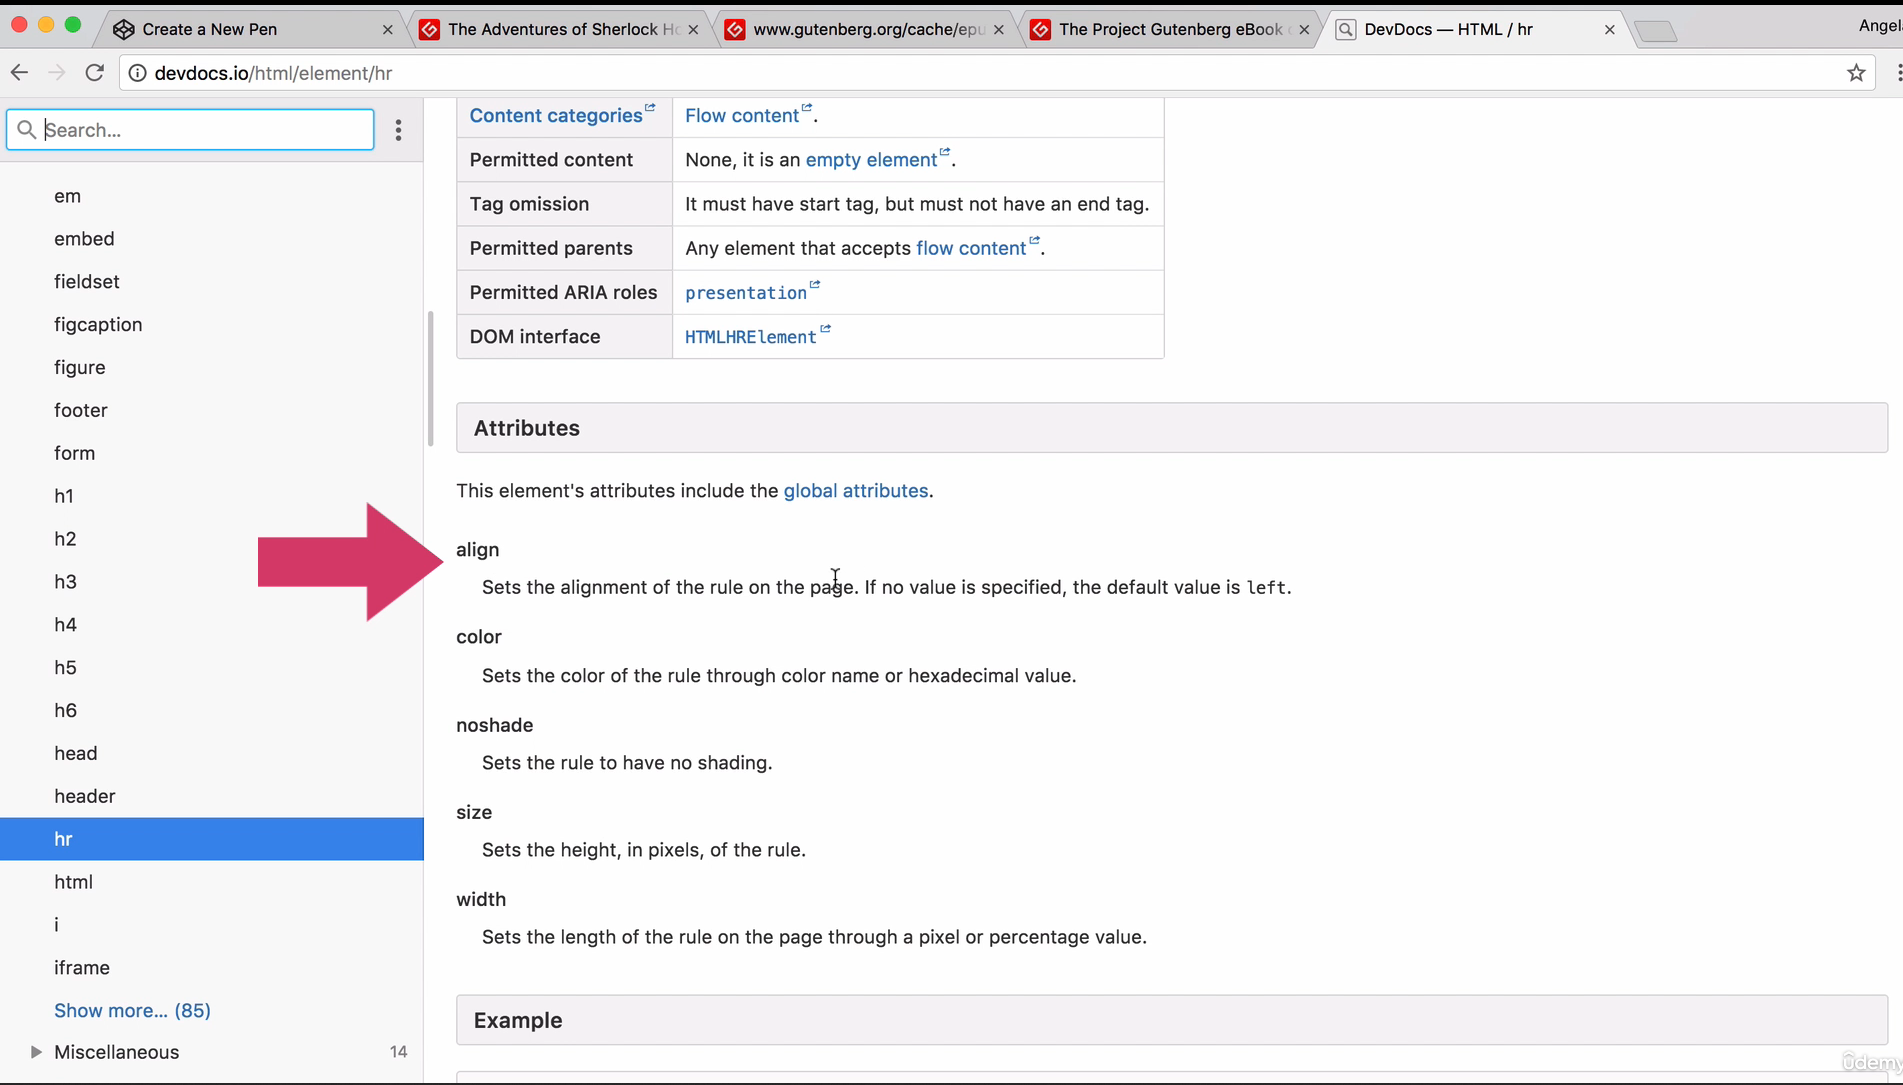 Create a New Pen
The Adventures of Sherlock Ho
www.gutenberg.org/cache/epu
The Project Gutenberg eBook
DevDocs — HTML / hr
Angel
devdocs.io/html/element/hr
Search...
em
embed
fieldset
figcaption
figure
footer
form
h1
h2
h3
h4
h5
h6
head
header
hr
html
i
iframe
Show more... (85)
Miscellaneous 14
Content categories Flow content.
Permitted content None, it is an empty element.
Tag omission It must have start tag, but must not have an end tag.
Permitted parents Any element that accepts flow content.
Permitted ARIA roles presentation
DOM interface HTMLHRElement
Attributes
This element's attributes include the global attributes.
align
Sets the alignment of the rule on the page. If no value is specified, the default value is left.
color
Sets the color of the rule through color name or hexadecimal value.
noshade
Sets the rule to have no shading.
size
Sets the height, in pixels, of the rule.
width
Sets the length of the rule on the page through a pixel or percentage value.
Example
ûdemy